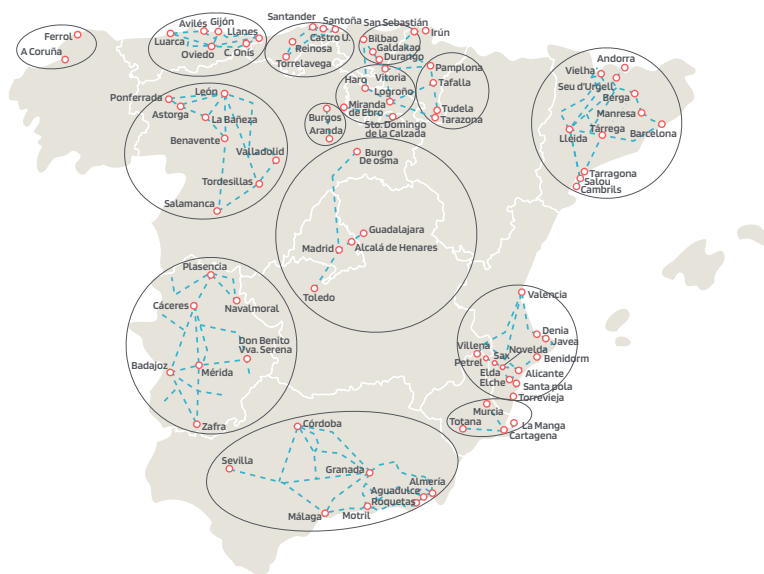 Ferrol
A Coruña
Avilés
Gijón
Luarca
Llanes
Oviedo
C. Onis
Santander
Santoña
Castro U.
Reinosa
Torrelavega
San Sebastián
Irún
Bilbao
Galdakao
Durango
Vitoria
Haro
Logroño
Miranda
de Ebro
Sto. Domingo
de la Calzada
Pamplona
Tafalla
Tudela
Tarazona
Burgos
Aranda
León
Ponferrada
Astorga
La Bañeza
Benavente
Valladolid
Tordesillas
Salamanca
Andorra
Vielha
Seu d'Urgell
Berga
Manresa
Barcelona
Lleida
Tárrega
Tarragona
Salou
Cambrils
Burgo
De osma
Guadalajara
Madrid
Alcalá de Henares
Toledo
Plasencia
Cáceres
Navalmoral
Don Benito
Vva. Serena
Badajoz
Mérida
Zafra
Valencia
Denia
Javea
Villena
Novelda
Sax
Petrel
Benidorm
Elda
Alicante
Elche
Santa pola
Torrevieja
Murcia
Totana
La Manga
Cartagena
Córdoba
Sevilla
Granada
Almería
Aguadulce
Roquetas
Málaga
Motril